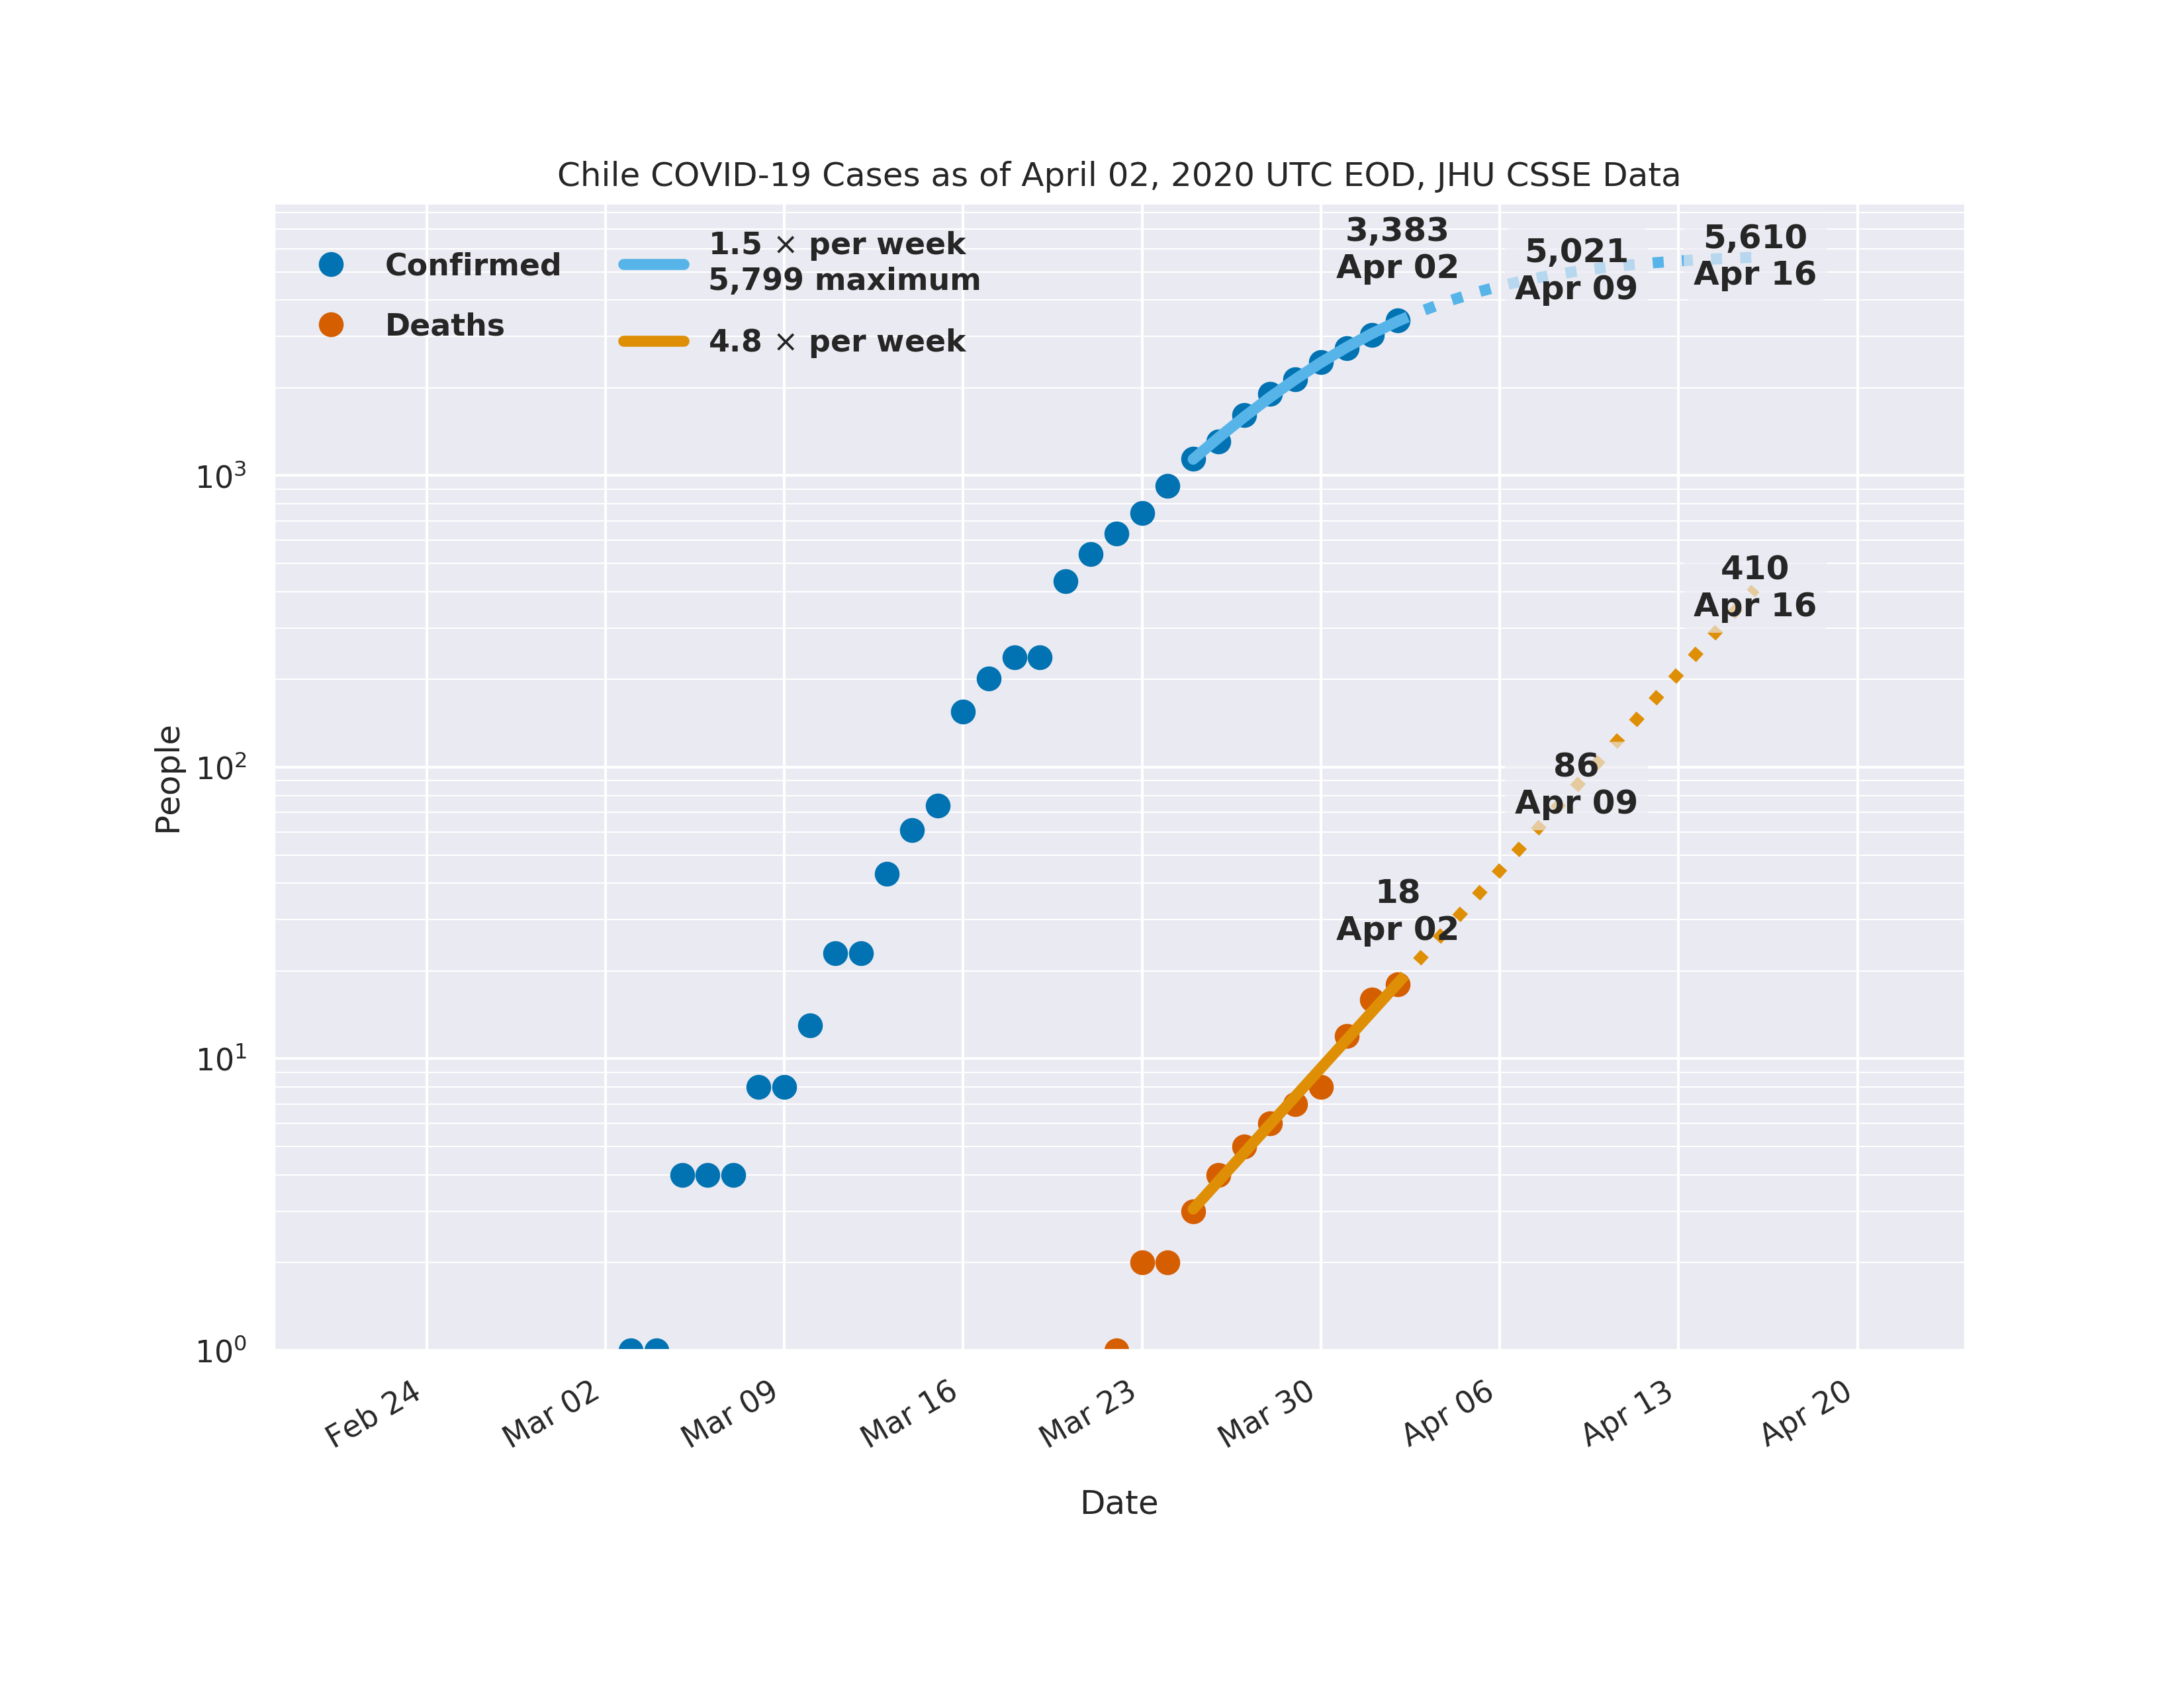 Chile COVID-19 Cases as of April 02, 2020 UTC EOD, JHU CSSE Data
Confirmed
Deaths
1.5 × per week
5,799 maximum
4.8 × per week
3,383
Apr 02
5,021
Apr 09
5,610
Apr 16
410
Apr 16
86
Apr 09
18
Apr 02
People
10³
10²
10¹
10⁰
Feb 24
Mar 02
Mar 09
Mar 16
Mar 23
Mar 30
Apr 06
Apr 13
Apr 20
Date